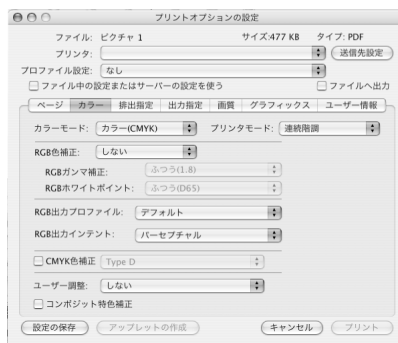 プリントオプションの設定
ファイル: ピクチャ 1 サイズ:477 KB タイプ: PDF
プリンタ: 送信先設定
プロファイル設定: なし
ファイル中の設定またはサーバーの設定を使う ファイルへ出力
ページ カラー 排出指定 出力指定 画質 グラフィックス ユーザー情報
カラーモード: カラー(CMYK) プリンタモード: 連続階調
RGB色補正: しない
RGBガンマ補正: ふつう(1.8)
RGBホワイトポイント: ふつう(D65)
RGB出力プロファイル: デフォルト
RGB出力インテント: パーセプチャル
CMYK色補正 Type D
ユーザー調整: しない
コンポジット特色補正
設定の保存 アップレットの作成 キャンセル プリント